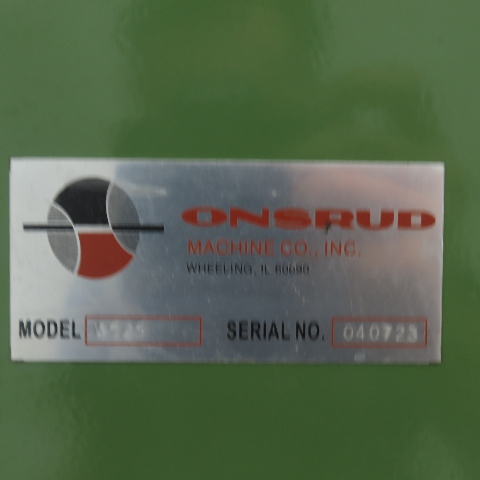 ONSRUD
MACHINE CO., INC.
WHEELING, IL 60090
MODEL
SERIAL NO. 040723